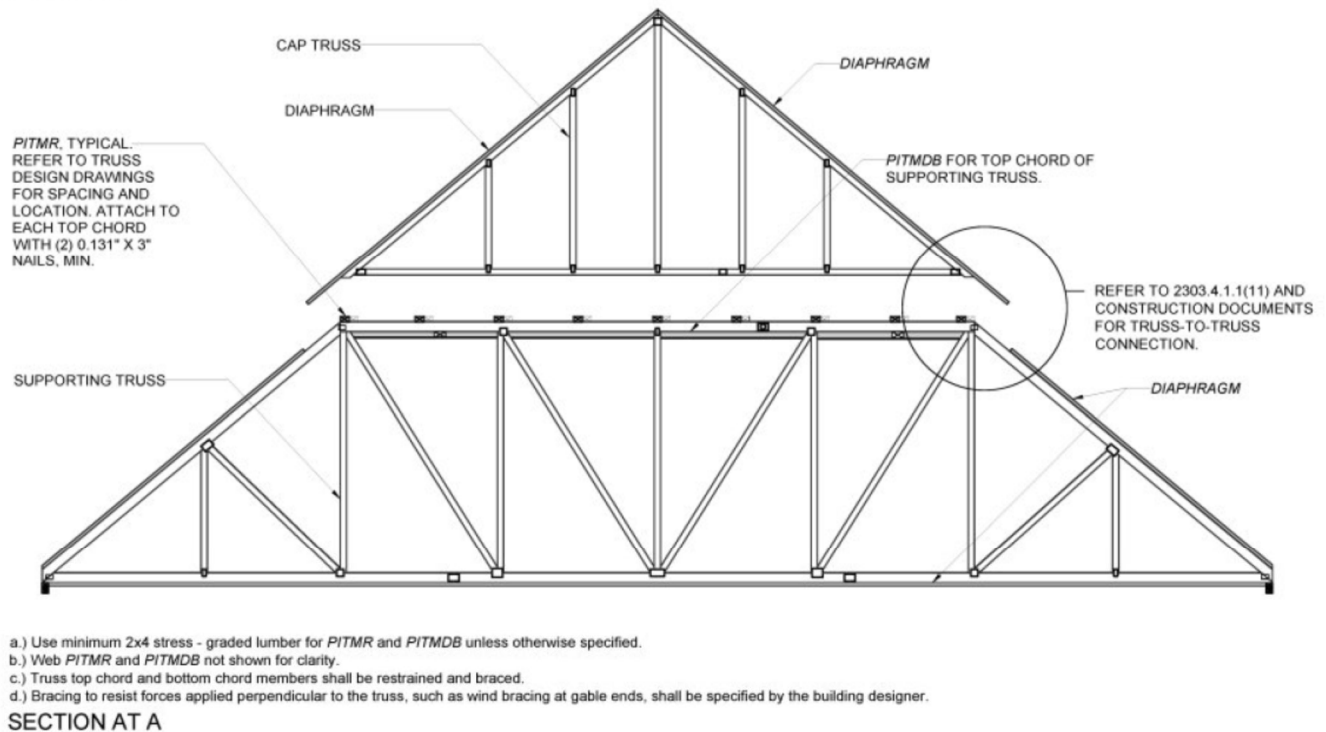 CAP TRUSS
DIAPHRAGM
DIAPHRAGM
PITMR, TYPICAL.
REFER TO TRUSS
DESIGN DRAWINGS
FOR SPACING AND
LOCATION. ATTACH TO
EACH TOP CHORD
WITH (2) 0.131" X 3"
NAILS, MIN.
PITMDB FOR TOP CHORD OF
SUPPORTING TRUSS.
REFER TO 2303.4.1.1(11) AND
CONSTRUCTION DOCUMENTS
FOR TRUSS-TO-TRUSS
CONNECTION.
SUPPORTING TRUSS
DIAPHRAGM
a.) Use minimum 2x4 stress - graded lumber for PITMR and PITMDB unless otherwise specified.
b.) Web PITMR and PITMDB not shown for clarity.
c.) Truss top chord and bottom chord members shall be restrained and braced.
d.) Bracing to resist forces applied perpendicular to the truss, such as wind bracing at gable ends, shall be specified by the building designer.
SECTION AT A